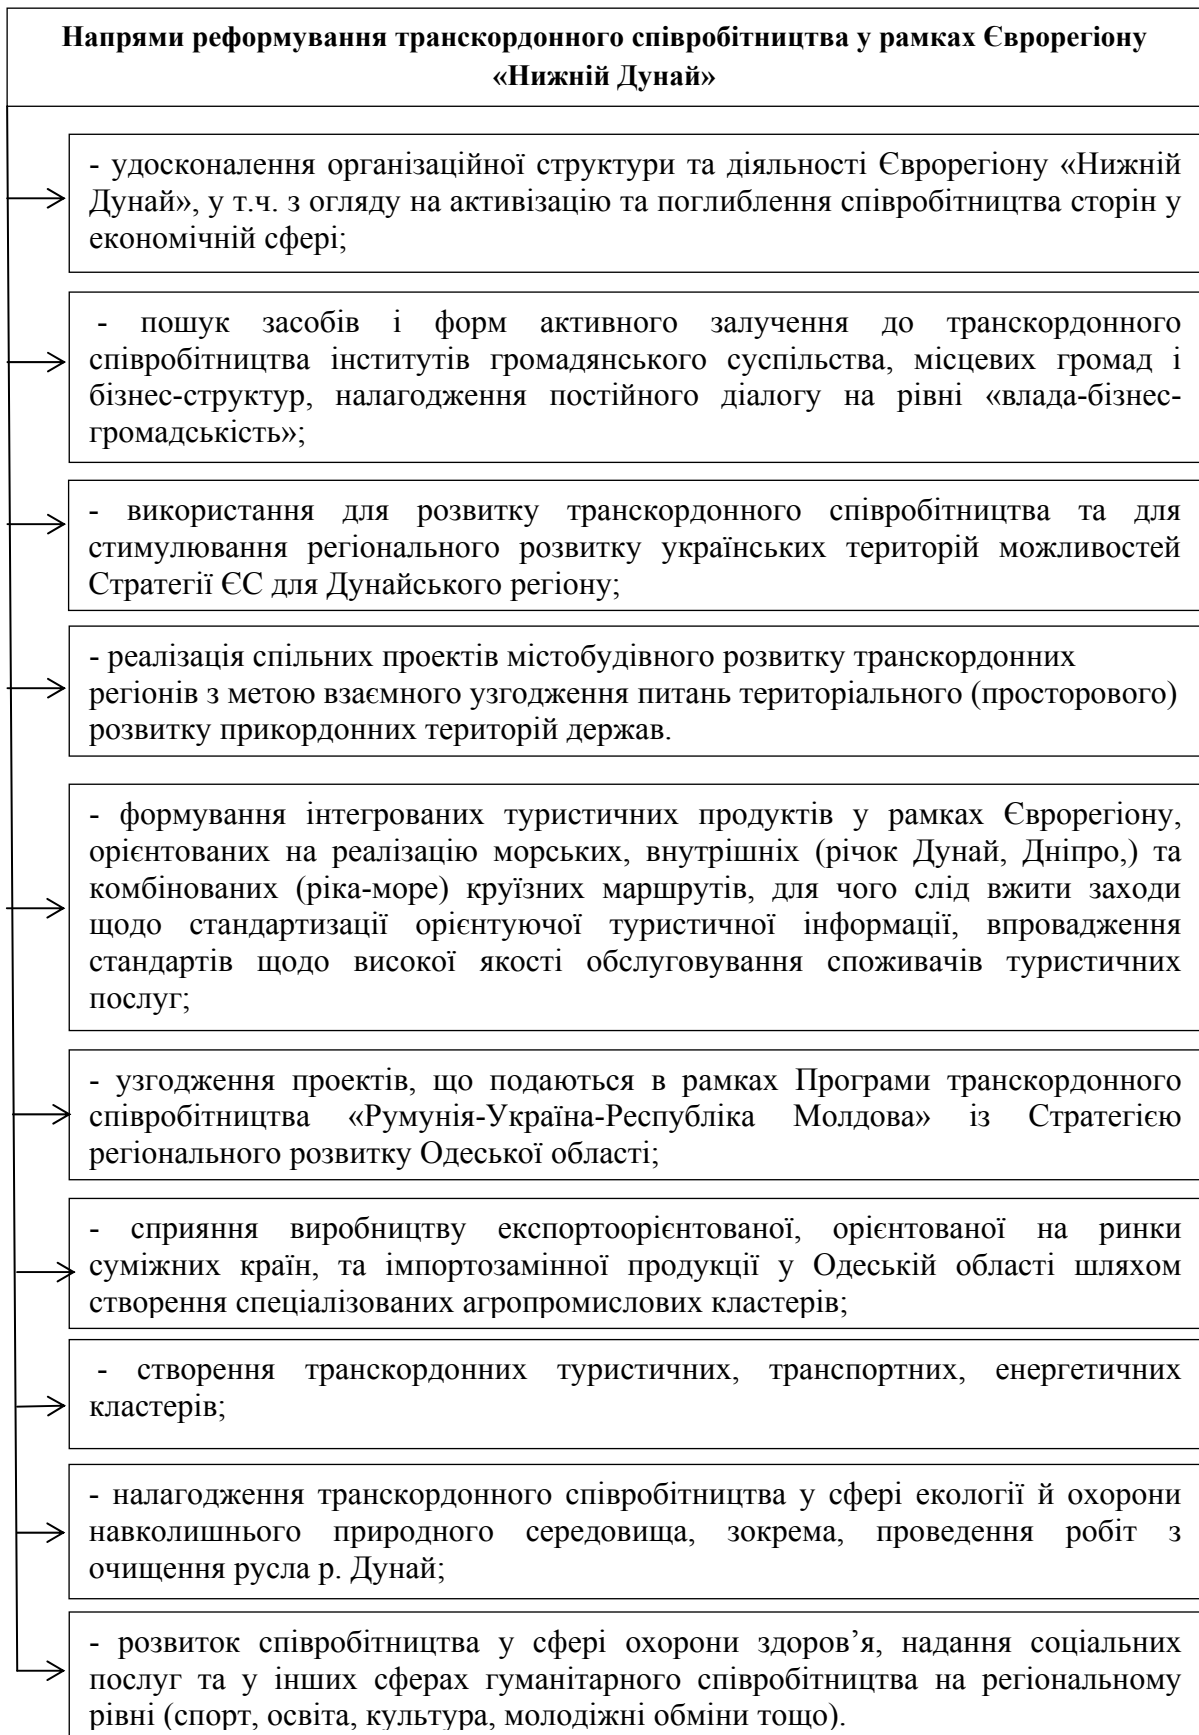 Напрями реформування транскордонного співробітництва у рамках Єврорегіону
«Нижній Дунай»
- удосконалення організаційної структури та діяльності Єврорегіону «Нижній
Дунай», у т.ч. з огляду на активізацію та поглиблення співробітництва сторін у
економічній сфері;
- пошук засобів і форм активного залучення до транскордонного
співробітництва інститутів громадянського суспільства, місцевих громад і
бізнес-структур, налагодження постійного діалогу на рівні «влада-бізнес-
громадськість»;
- використання для розвитку транскордонного співробітництва та для
стимулювання регіонального розвитку українських територій можливостей
Стратегії ЄС для Дунайського регіону;
- реалізація спільних проектів містобудівного розвитку транскордонних
регіонів з метою взаємного узгодження питань територіального (просторового)
розвитку прикордонних територій держав.
- формування інтегрованих туристичних продуктів у рамках Єврорегіону,
орієнтованих на реалізацію морських, внутрішніх (річок Дунай, Дніпро,) та
комбінованих (ріка-море) круїзних маршрутів, для чого слід вжити заходи
щодо стандартизації орієнтуючої туристичної інформації, впровадження
стандартів щодо високої якості обслуговування споживачів туристичних
послуг;
- узгодження проектів, що подаються в рамках Програми транскордонного
співробітництва «Румунія-Україна-Республіка Молдова» із Стратегією
регіонального розвитку Одеської області;
- сприяння виробництву експортоорієнтованої, орієнтованої на ринки
суміжних країн, та імпортозамінної продукції у Одеській області шляхом
створення спеціалізованих агропромислових кластерів;
- створення транскордонних туристичних, транспортних, енергетичних
кластерів;
- налагодження транскордонного співробітництва у сфері екології й охорони
навколишнього природного середовища, зокрема, проведення робіт з
очищення русла р. Дунай;
- розвиток співробітництва у сфері охорони здоров’я, надання соціальних
послуг та у інших сферах гуманітарного співробітництва на регіональному
рівні (спорт, освіта, культура, молодіжні обміни тощо).